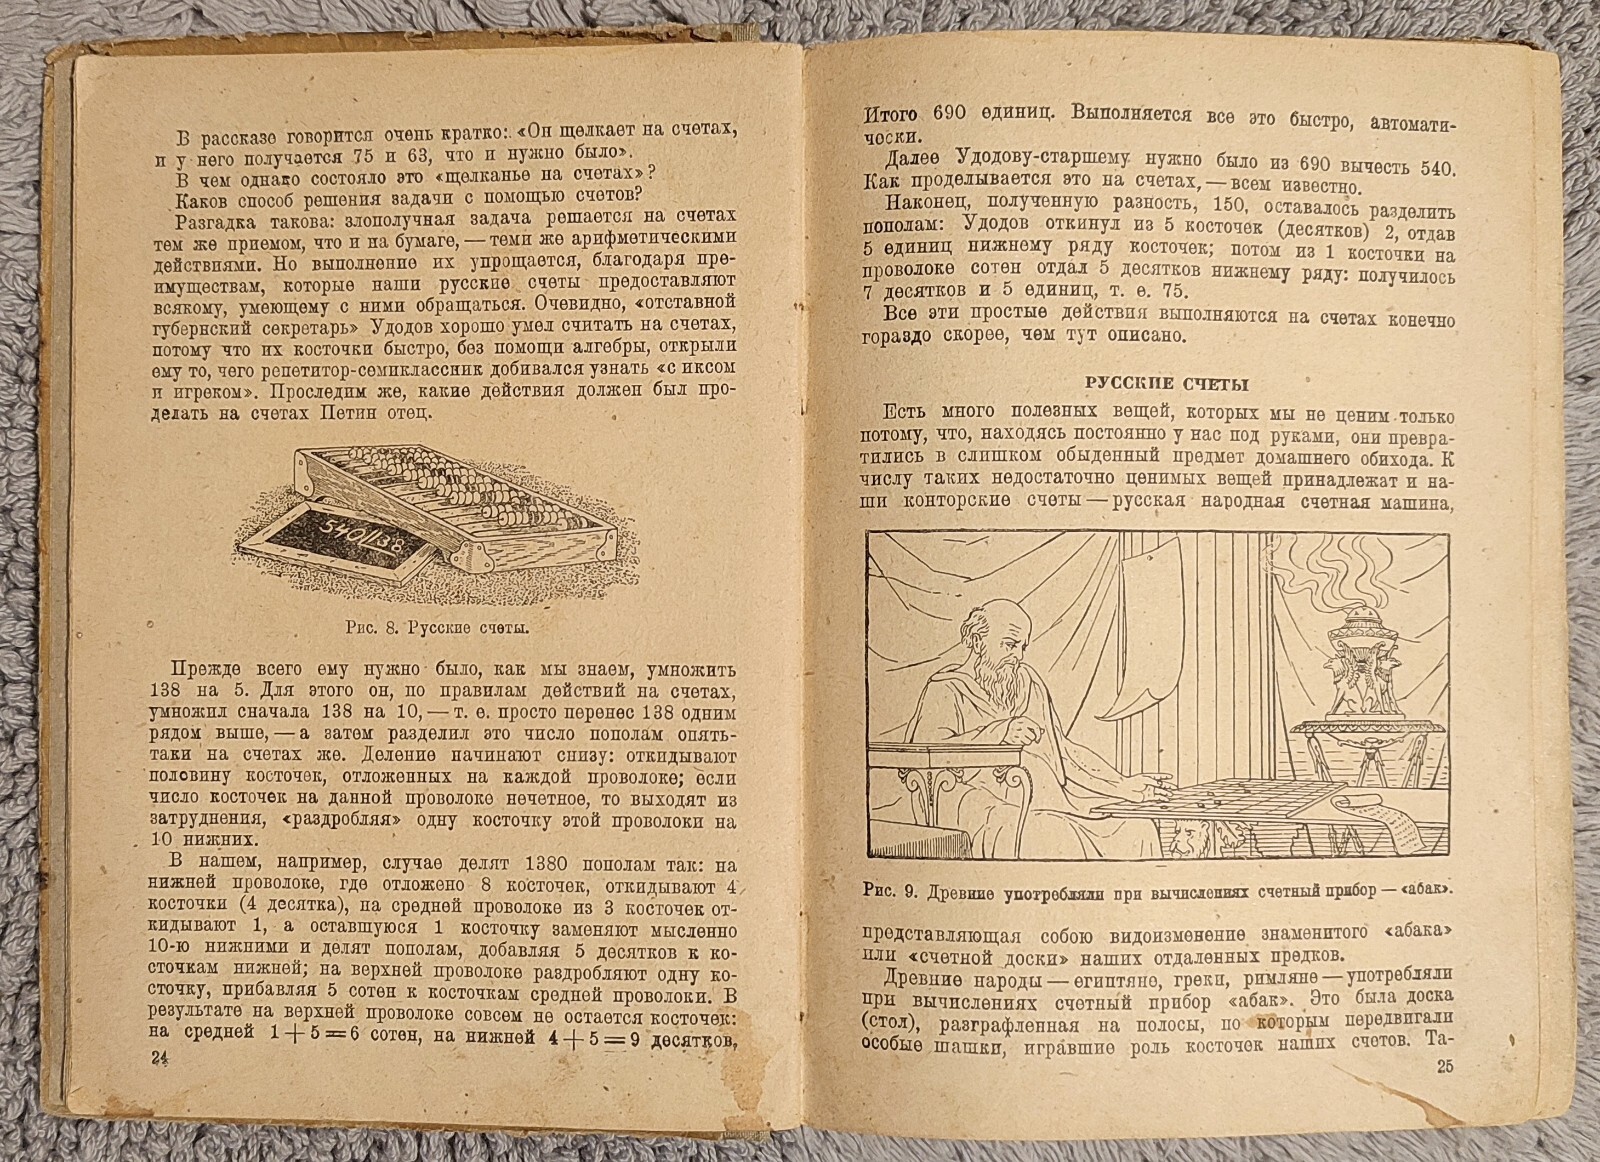 В рассказе говорится очень кратко: «Он щелкает на счетах,
и у него получается 75 и 63, что и нужно было».
В чем однако состояло это «щелканье на счетах»?
Каков способ решения задачи с помощью счетов?
Разгадка такова: злополучная задача решается на счетах
тем же приемом, что и на бумаге, — теми же арифметическими
действиями. Но выполнение их упрощается, благодаря пре-
имуществам, которые наши русские счеты предоставляют
всякому, умеющему с ними обращаться. Очевидно, «отставной
губернский секретарь» Удодов хорошо умел считать на счетах,
потому что их косточки быстро, без помощи алгебры, открыли
ему то, чего репетитор-семиклассник добивался узнать «с иксом
и игреком». Проследим же, какие действия должен был про-
делать на счетах Петин отец.
540 138
Рис. 8. Русские счеты.
Прежде всего ему нужно было, как мы знаем, умножить
138 на 5. Для этого он, по правилам действий на счетах,
умножил сначала 138 на 10, — т. е. просто перенес 138 одним
рядом выше, — а затем разделил это число пополам опять-
таки на счетах же. Деление начинают снизу: откидывают
половину косточек, отложенных на каждой проволоке; если
число косточек на данной проволоке нечетное, то выходят из
затруднения, «раздробляя» одну косточку этой проволоки на
10 нижних.
В нашем, например, случае делят 1380 пополам так: на
нижней проволоке, где отложено 8 косточек, откидывают 4
косточки (4 десятка), на средней проволоке из 3 косточек от-
кидывают 1, а оставшуюся 1 косточку заменяют мысленно
10-ю нижними и делят пополам, добавляя 5 десятков к ко-
сточкам нижней; на верхней проволоке раздробляют одну ко-
сточку, прибавляя 5 сотен к косточкам средней проволоки. В
результате на верхней проволоке совсем не остается косточек:
на средней 1+5=6 сотен, на нижней 4+5=9 десятков,
24
Итого 690 единиц. Выполняется все это быстро, автомати-
чески.
Далее Удодову-старшему нужно было из 690 вычесть 540.
Как проделывается это на счетах, — всем известно.
Наконец, полученную разность, 150, оставалось разделить
пополам: Удодов откинул из 5 косточек (десятков) 2, отдав
5 единиц нижнему ряду косточек; потом из 1 косточки на
проволоке сотен отдал 5 десятков нижнему ряду: получилось
7 десятков и 5 единиц, т. е. 75.
Все эти простые действия выполняются на счетах конечно
гораздо скорее, чем тут описано.
РУССКИЕ СЧЕТЫ
Есть много полезных вещей, которых мы не ценим только
потому, что, находясь постоянно у нас под руками, они превра-
тились в слишком обыденный предмет домашнего обихода. К
числу таких недостаточно ценимых вещей принадлежат и на-
ши конторские счеты — русская народная счетная машина,
Рис. 9. Древние употребляли при вычислениях счетный прибор — «абак».
представляющая собою видоизменение знаменитого «абака»
или «счетной доски» наших отдаленных предков.
Древние народы — египтяне, греки, римляне — употребляли
при вычислениях счетный прибор «абак». Это была доска
(стол), разграфленная на полосы, по которым передвигали
особые шашки, игравшие роль косточек наших счетов. Та-
25